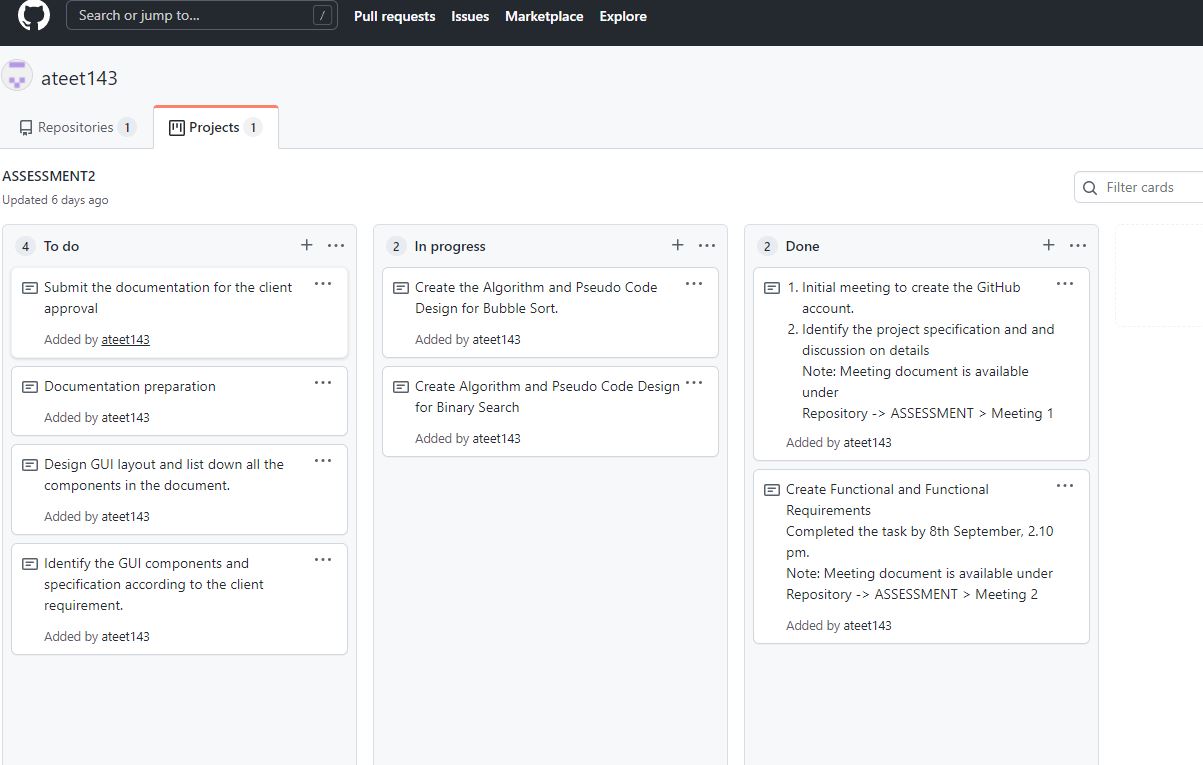 Search or jump to... /
Pull requests Issues Marketplace Explore
ateet143
Repositories 1 Projects 1
ASSESSMENT2
Updated 6 days ago
Filter cards
4 To do
Submit the documentation for the client
approval
Added by ateet143
Documentation preparation
Added by ateet143
Design GUI layout and list down all the
components in the document.
Added by ateet143
Identify the GUI components and
specification according to the client
requirement.
Added by ateet143
2 In progress
Create the Algorithm and Pseudo Code
Design for Bubble Sort.
Added by ateet143
Create Algorithm and Pseudo Code Design
for Binary Search
Added by ateet143
2 Done
1. Initial meeting to create the GitHub
account.
2. Identify the project specification and and
discussion on details
Note: Meeting document is available
under
Repository -> ASSESSMENT > Meeting 1
Added by ateet143
Create Functional and Functional
Requirements
Completed the task by 8th September, 2.10
pm.
Note: Meeting document is available under
Repository -> ASSESSMENT > Meeting 2
Added by ateet143